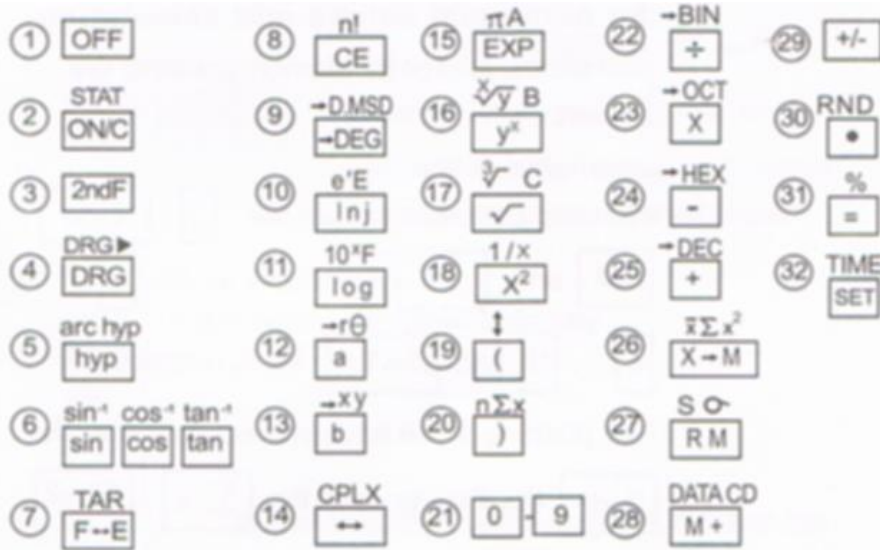 ① OFF
② STAT
ON/C
③ 2ndF
④ DRG▶
DRG
⑤ arc hyp
hyp
⑥ sin⁻¹ cos⁻¹ tan⁻¹
sin cos tan
⑦ TAR
F↔E
⑧ n!
CE
⑨ →D.MSD
→DEG
⑩ e'E
lnj
⑪ 10ˣF
log
⑫ →rθ
a
⑬ →xy
b
⑭ CPLX
↔
⑮ πA
EXP
⑯ ˣ√y B
yˣ
⑰ ³√ C
√
⑱ 1/x
X²
⑲ ↕
(
⑳ nΣx
)
㉑ 0 - 9
㉒ →BIN
÷
㉓ →OCT
X
㉔ →HEX
-
㉕ →DEC
+
㉖ x̄Σx²
X→M
㉗ S σ
RM
㉘ DATA CD
M+
㉙ +/-
㉚ RND
•
㉛ %
=
㉜ TIME
SET